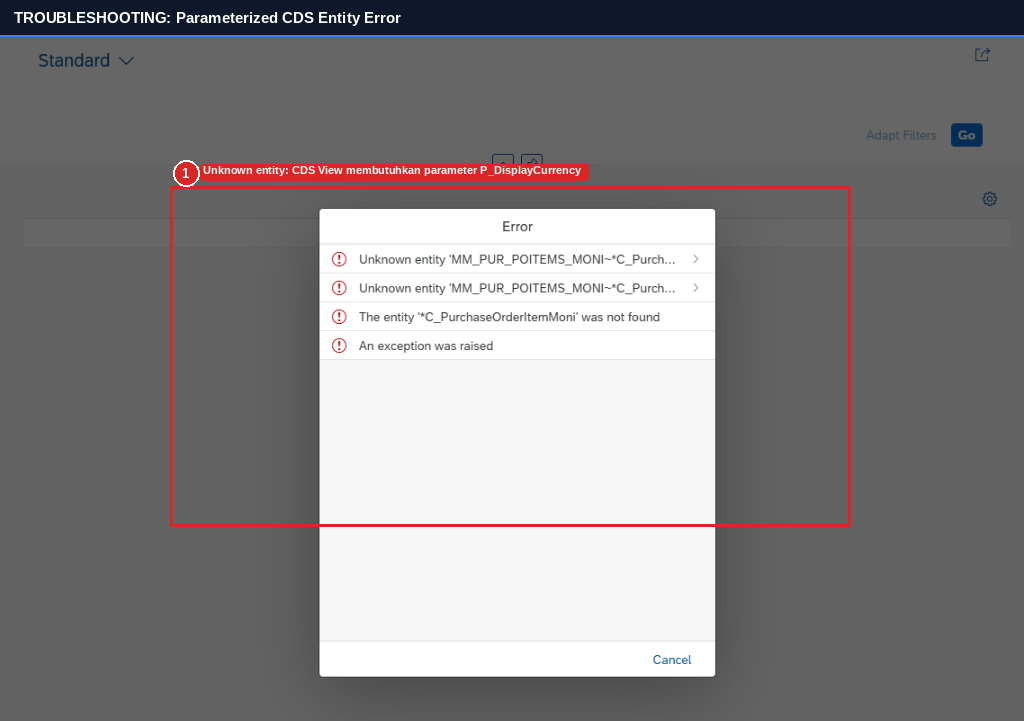 TROUBLESHOOTING: Parameterized CDS Entity Error
Standard
Adapt Filters
Go
1
Unknown entity: CDS View membutuhkan parameter P_DisplayCurrency
Error
Unknown entity 'MM_PUR_POITEMS_MONI~*C_Purch...
Unknown entity 'MM_PUR_POITEMS_MONI~*C_Purch...
The entity '*C_PurchaseOrderItemMoni' was not found
An exception was raised
Cancel